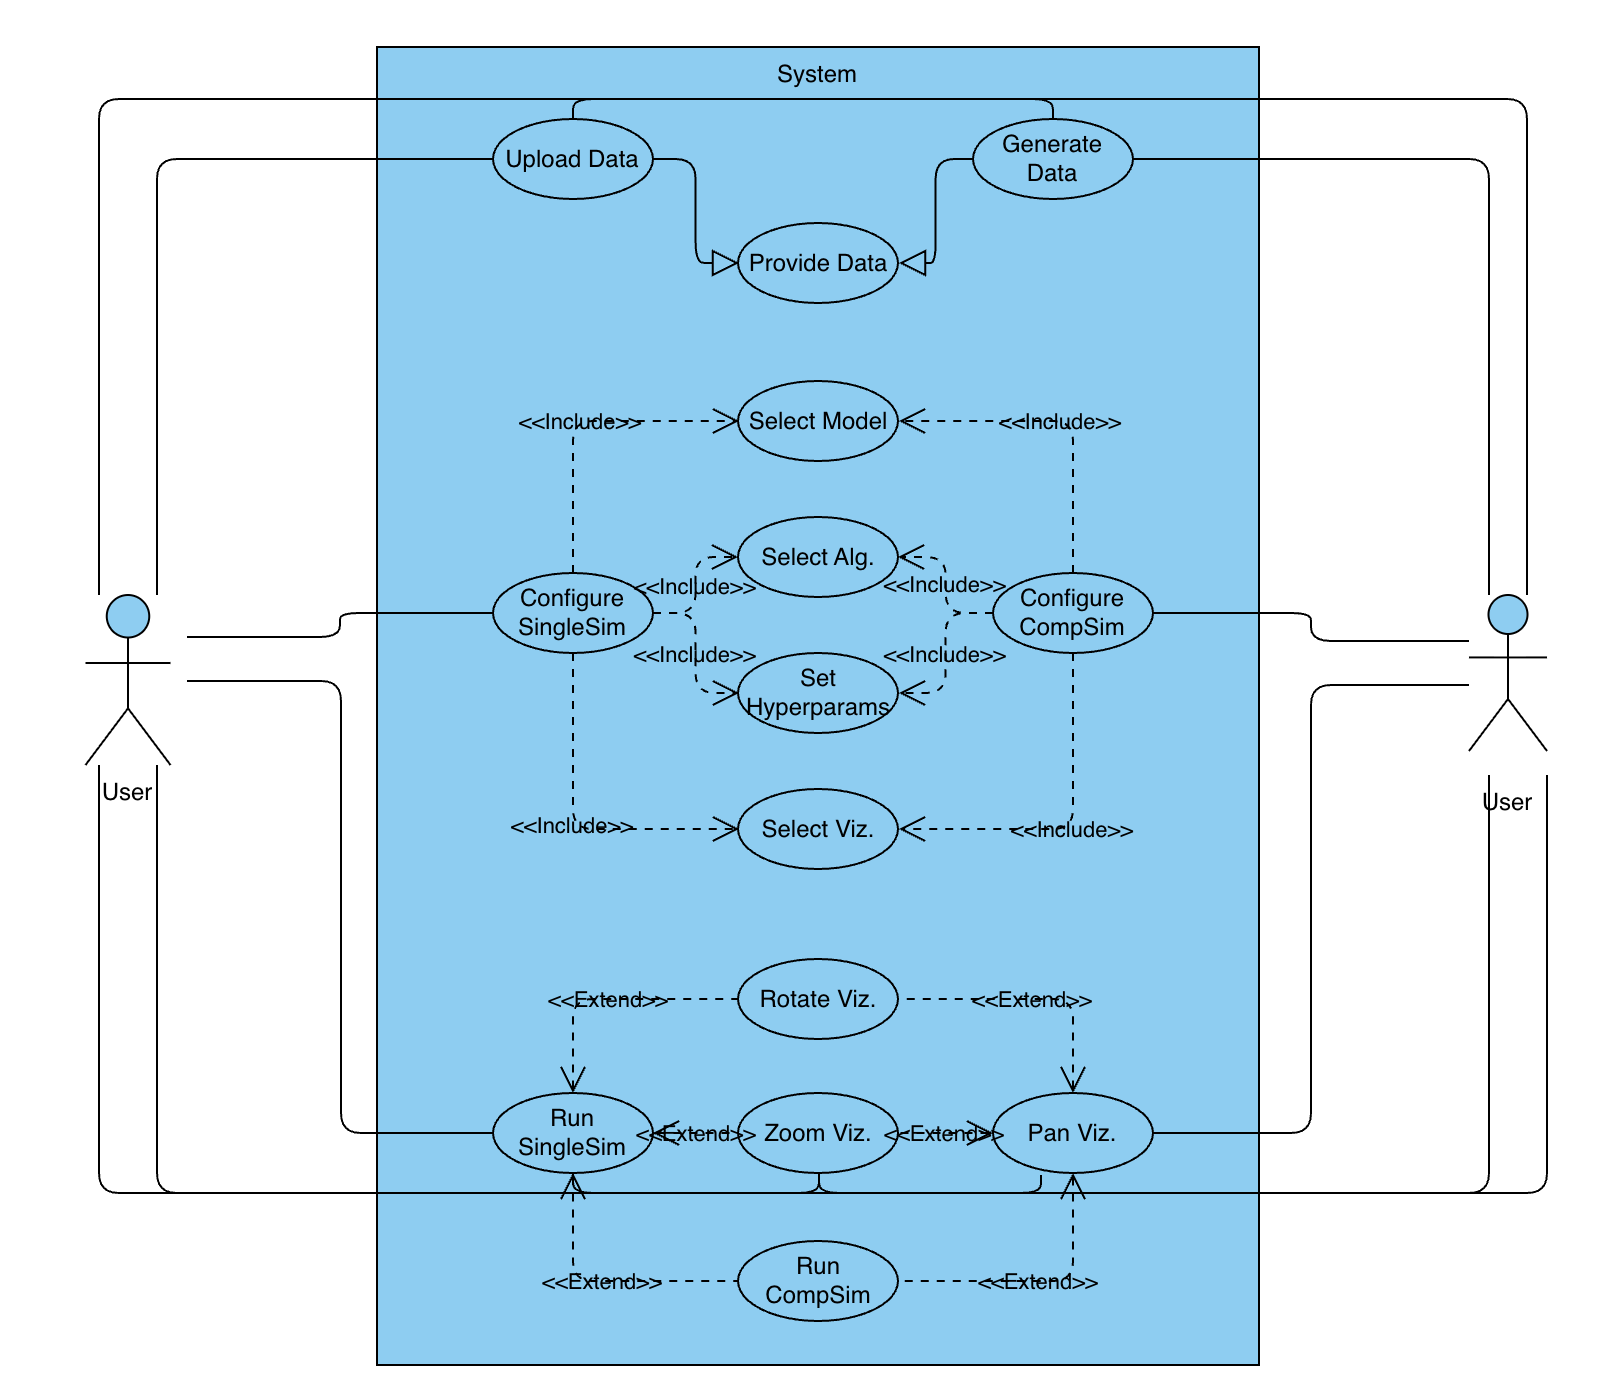 System
Upload Data
Generate
Data
Provide Data
<<Include>>
Select Model
<<Include>>
Select Alg.
<<Include>>
<<Include>>
Configure
SingleSim
Configure
CompSim
<<Include>>
<<Include>>
Set
Hyperparams
User
User
<<Include>>
Select Viz.
<<Include>>
<<Extend>>
Rotate Viz.
<<Extend>>
Run
SingleSim
<<Extend>>
Zoom Viz.
<<Extend>>
Pan Viz.
<<Extend>>
Run
CompSim
<<Extend>>